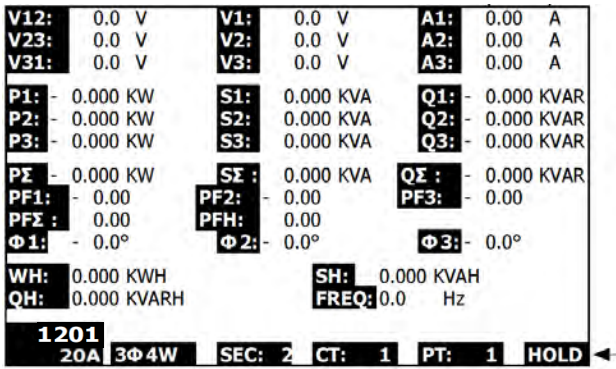 V12: 0.0 V V1: 0.0 V A1: 0.00 A
V23: 0.0 V V2: 0.0 V A2: 0.00 A
V31: 0.0 V V3: 0.0 V A3: 0.00 A
P1: - 0.000 KW S1: 0.000 KVA Q1: - 0.000 KVAR
P2: - 0.000 KW S2: 0.000 KVA Q2: - 0.000 KVAR
P3: - 0.000 KW S3: 0.000 KVA Q3: - 0.000 KVAR
PΣ - 0.000 KW SΣ : 0.000 KVA QΣ : - 0.000 KVAR
PF1: - 0.00 PF2: - 0.00 PF3: - 0.00
PFΣ : 0.00 PFH: 0.00
Φ1: - 0.0° Φ2: - 0.0° Φ3: - 0.0°
WH: 0.000 KWH SH: 0.000 KVAH
QH: 0.000 KVARH FREQ: 0.0 Hz
1201
20A 3Φ4W SEC: 2 CT: 1 PT: 1 HOLD